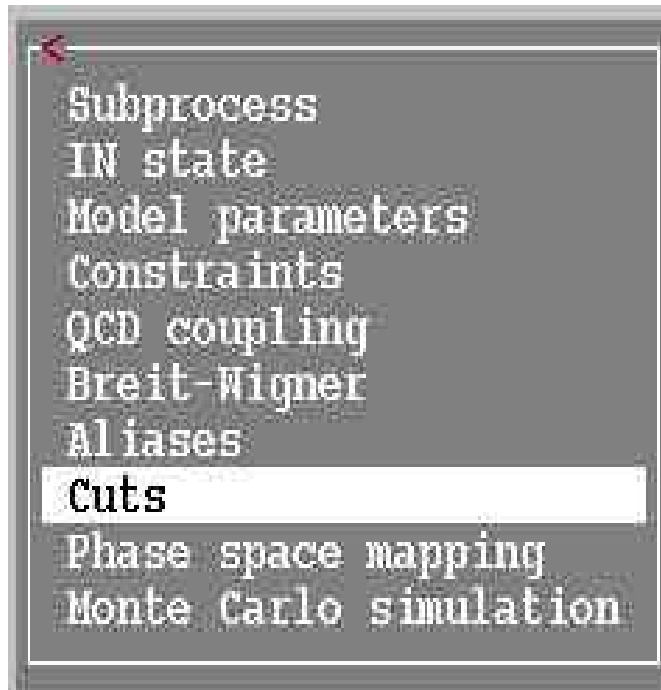 <
Subprocess
IN state
Model parameters
Constraints
QCD coupling
Breit-Wigner
Aliases
Cuts
Phase space mapping
Monte Carlo simulation